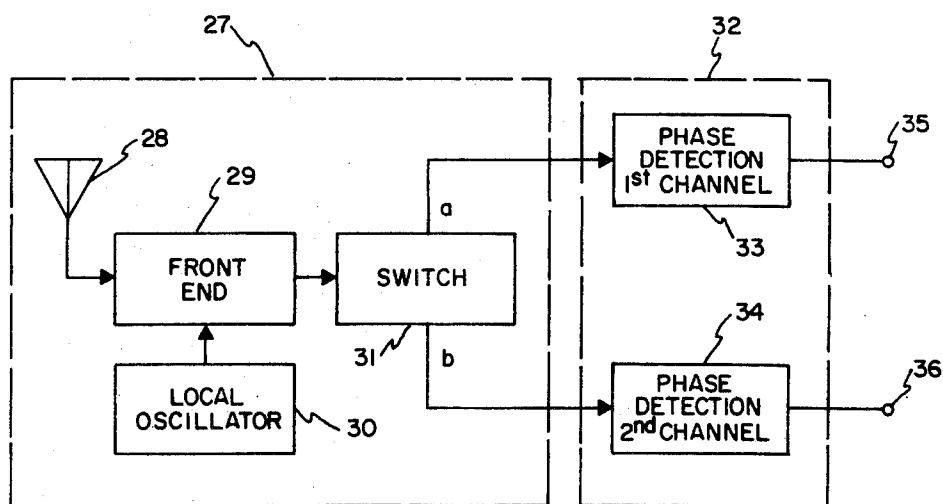 27
32
28
35
PHASE
DETECTION
1st CHANNEL
29
a
33
FRONT
END
SWITCH
34
31
b
36
LOCAL
OSCILLATOR
30
PHASE
DETECTION
2nd CHANNEL